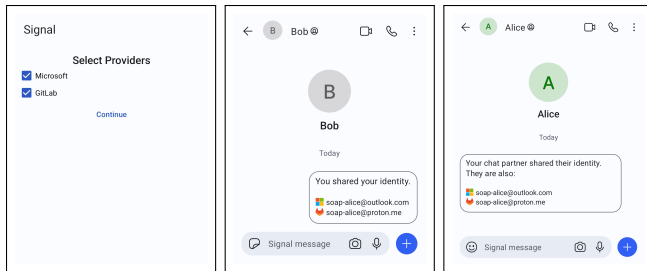 Signal
Select Providers
Microsoft
GitLab
Continue
B
Bob
B
Bob
Today
You shared your identity.
soap-alice@outlook.com
soap-alice@proton.me
Signal message
A
Alice
A
Alice
Today
Your chat partner shared their identity.
They are also:
soap-alice@outlook.com
soap-alice@proton.me
Signal message